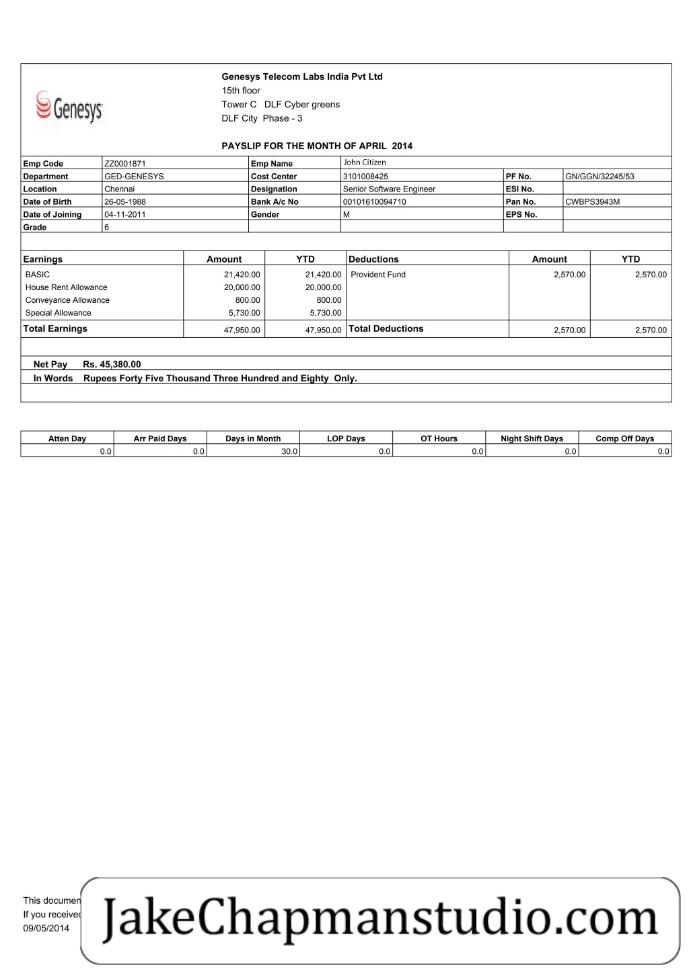 Genesys Telecom Labs India Pvt Ltd
15th floor
Tower C DLF Cyber greens
DLF City Phase - 3
Genesys
PAYSLIP FOR THE MONTH OF APRIL 2014
Emp Code ZZ0001871 Emp Name John Citizen
Department GED-GENESYS Cost Center 3101008425 PF No. GN/GGN/32245/53
Location Chennai Designation Senior Software Engineer ESI No.
Date of Birth 26-05-1988 Bank A/c No 00101610094710 Pan No. CWBPS3943M
Date of Joining 04-11-2011 Gender M EPS No.
Grade 6
Earnings Amount YTD Deductions Amount YTD
BASIC 21,420.00 21,420.00 Provident Fund 2,570.00 2,570.00
House Rent Allowance 20,000.00 20,000.00
Conveyance Allowance 800.00 800.00
Special Allowance 5,730.00 5,730.00
Total Earnings 47,950.00 47,950.00 Total Deductions 2,570.00 2,570.00
Net Pay Rs. 45,380.00
In Words Rupees Forty Five Thousand Three Hundred and Eighty Only.
Atten Day Arr Paid Days Days in Month LOP Days OT Hours Night Shift Days Comp Off Days
0.0 0.0 30.0 0.0 0.0 0.0 0.0
This documen
If you receive
09/05/2014
JakeChapmanstudio.com